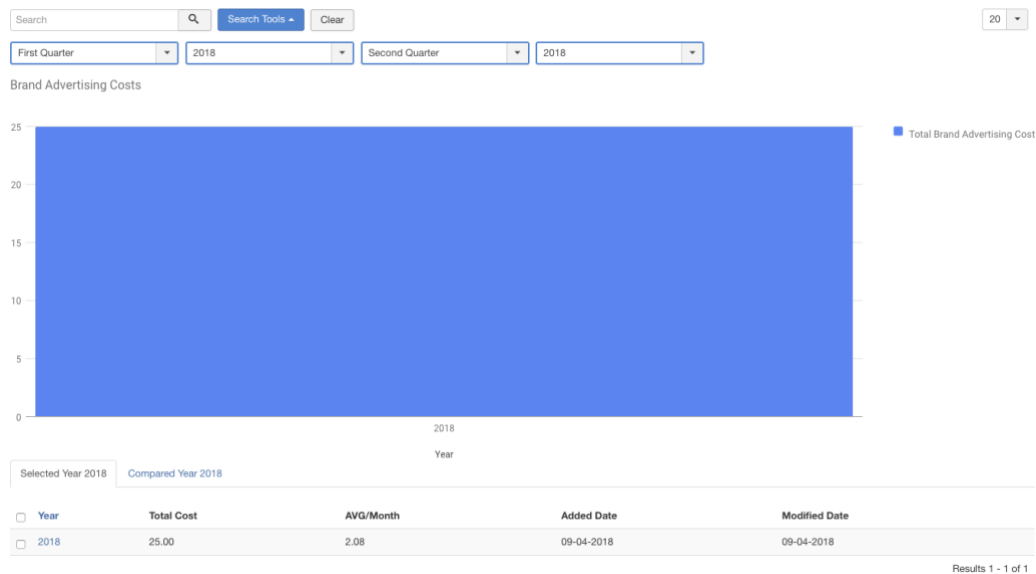 Search Search Tools Clear 20
First Quarter 2018 Second Quarter 2018
Brand Advertising Costs
25
Total Brand Advertising Cost
20
15
10
5
0
2018
Year
Selected Year 2018 Compared Year 2018
Year Total Cost AVG/Month Added Date Modified Date
2018 25.00 2.08 09-04-2018 09-04-2018
Results 1 - 1 of 1